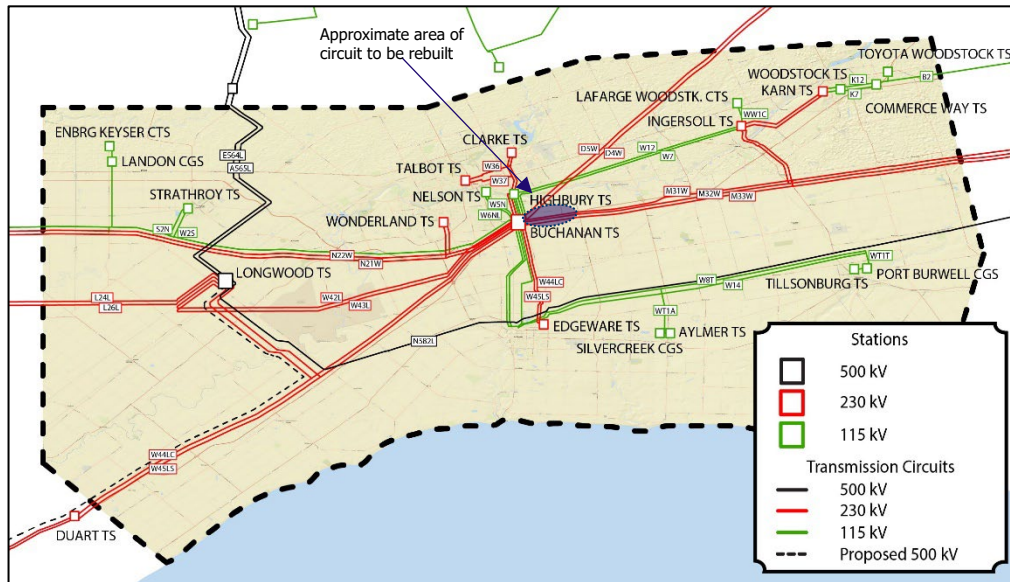 Approximate area of
circuit to be rebuilt
TOYOTA WOODSTOCK TS
WOODSTOCK TS
KARN TS
K12
B2
K7
COMMERCE WAY TS
LAFARGE WOODSTK. CTS
WW1C
INGERSOLL TS
ENBRG KEYSER CTS
LANDON CGS
E564L
A565L
CLARKE TS
W36
TALBOT TS
W37
D5W
D4W
W12
W7
STRATHROY TS
NELSON TS
W5N
HIGHBURY TS
M31W
M32W
M33W
S2N
W2S
WONDERLAND TS
W6NL
BUCHANAN TS
N22W
N21W
LONGWOOD TS
W44LC
W45LS
WT1T
PORT BURWELL CGS
TILLSONBURG TS
W8T
W14
L24L
L26L
W42L
W43L
EDGEWARE TS
WT1A
AYLMER TS
SILVERCREEK CGS
N582L
W44LC
W45LS
DUART TS
Stations
500 kV
230 kV
115 kV
Transmission Circuits
500 kV
230 kV
115 kV
Proposed 500 kV